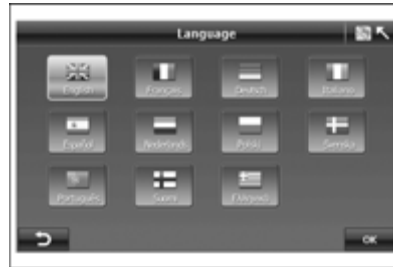 Language
English Français Deutsch Italiano
Español Nederlands Polski Svenska
Português Suomi Ελληνικά
OK